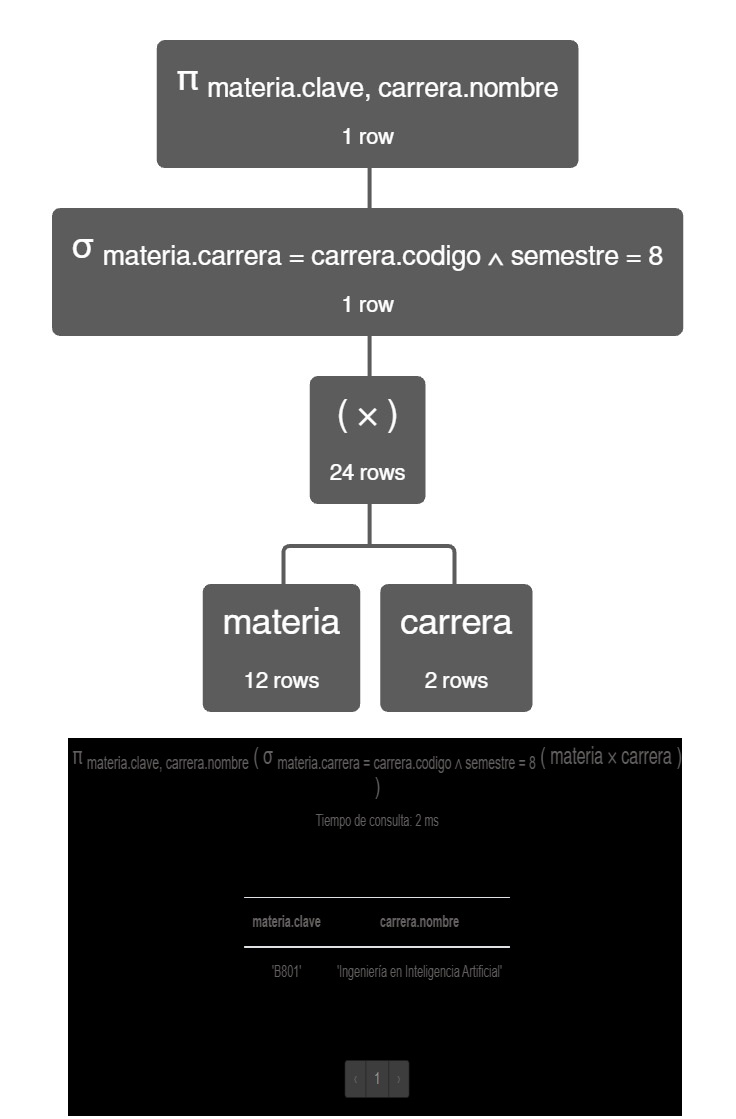 π materia.clave, carrera.nombre
1 row
σ materia.carrera = carrera.codigo ∧ semestre = 8
1 row
( × )
24 rows
materia
12 rows
carrera
2 rows
π materia.clave, carrera.nombre ( σ materia.carrera = carrera.codigo ∧ semestre = 8 ( materia × carrera )
)
Tiempo de consulta: 2 ms
materia.clave carrera.nombre
'B801' 'Ingeniería en Inteligencia Artificial'
‹ 1 ›